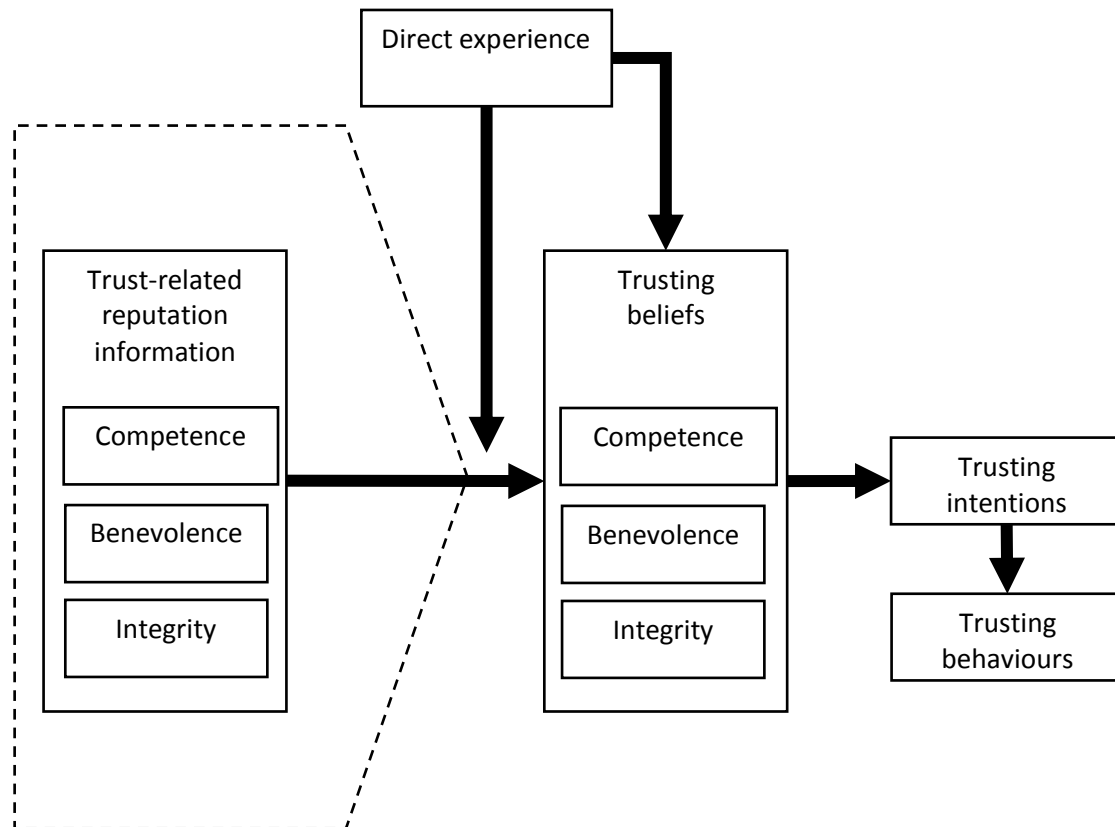 Direct experience
Trust-related
reputation
information
Competence
Benevolence
Integrity
Trusting
beliefs
Competence
Benevolence
Integrity
Trusting
intentions
Trusting
behaviours